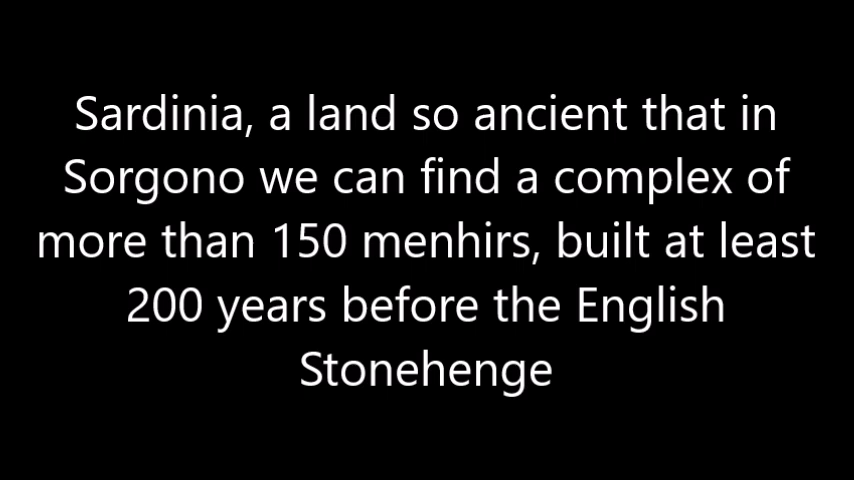 Sardinia, a land so ancient that in
Sorgono we can find a complex of
more than 150 menhirs, built at least
200 years before the English
Stonehenge